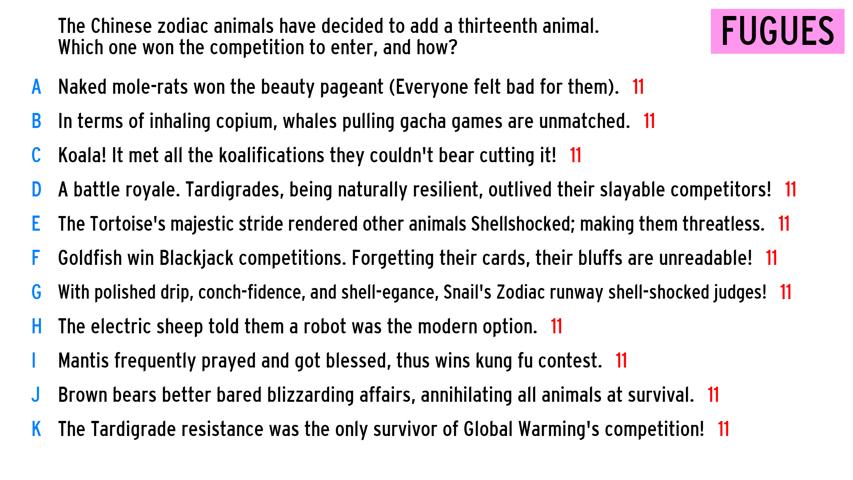 The Chinese zodiac animals have decided to add a thirteenth animal.
Which one won the competition to enter, and how?
FUGUES
A Naked mole-rats won the beauty pageant (Everyone felt bad for them). 11
B In terms of inhaling copium, whales pulling gacha games are unmatched. 11
C Koala! It met all the koalifications they couldn't bear cutting it! 11
D A battle royale. Tardigrades, being naturally resilient, outlived their slayable competitors! 11
E The Tortoise's majestic stride rendered other animals Shellshocked; making them threatless. 11
F Goldfish win Blackjack competitions. Forgetting their cards, their bluffs are unreadable! 11
G With polished drip, conch-fidence, and shell-egance, Snail's Zodiac runway shell-shocked judges! 11
H The electric sheep told them a robot was the modern option. 11
I Mantis frequently prayed and got blessed, thus wins kung fu contest. 11
J Brown bears better bared blizzarding affairs, annihilating all animals at survival. 11
K The Tardigrade resistance was the only survivor of Global Warming's competition! 11